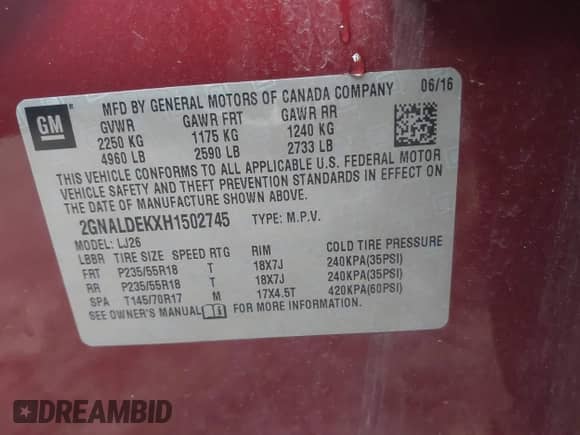 GM
®
MFD BY GENERAL MOTORS OF CANADA COMPANY 06/16
GVWR GAWR FRT GAWR RR
2250 KG 1175 KG 1240 KG
4960 LB 2590 LB 2733 LB
THIS VEHICLE CONFORMS TO ALL APPLICABLE U.S. FEDERAL MOTOR
VEHICLE SAFETY AND THEFT PREVENTION STANDARDS IN EFFECT ON
THE DATE OF MANUFACTURE SHOWN ABOVE.
2GNALDEKXH1502745 TYPE: M.P.V.
MODEL: LJ26
LBBR TIRE SIZE SPEED RTG RIM COLD TIRE PRESSURE
FRT P235/55R18 T 18X7J 240KPA(35PSI)
RR P235/55R18 T 18X7J 240KPA(35PSI)
SPA T145/70R17 M 17X4.5T 420KPA(60PSI)
SEE OWNER'S MANUAL FOR MORE INFORMATION.
DREAMBID